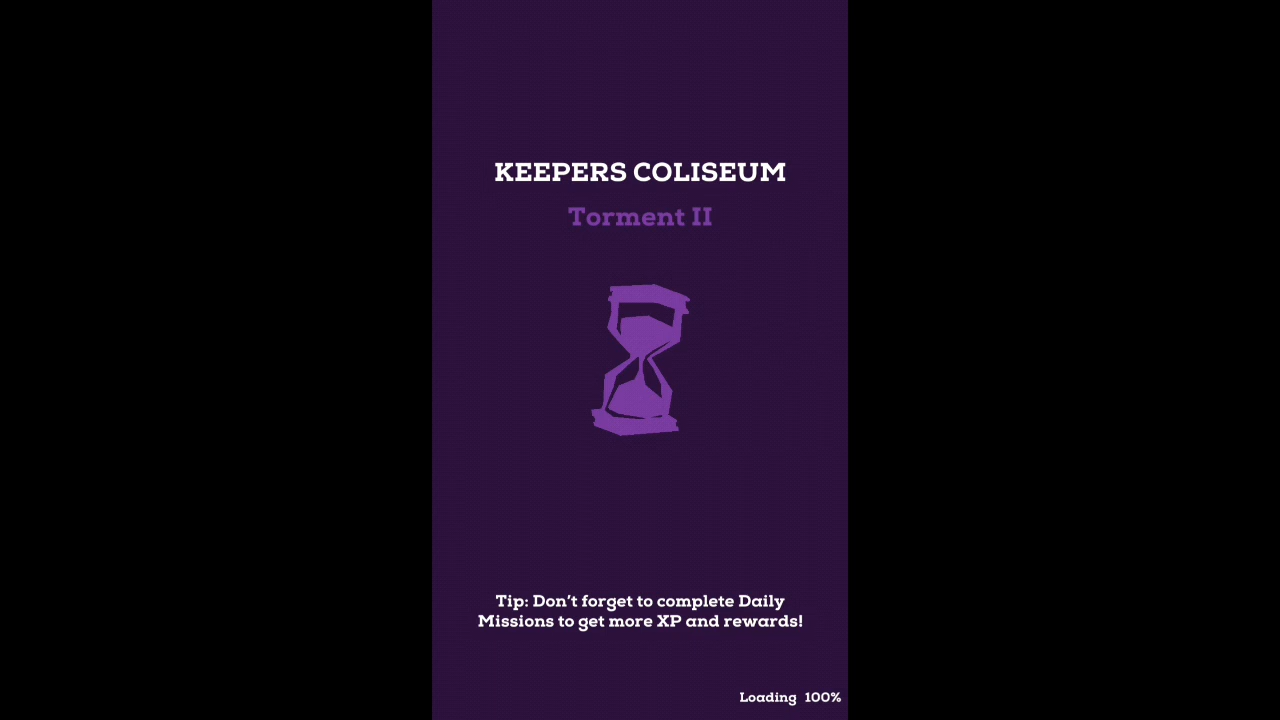 KEEPERS COLISEUM
Torment II
Tip: Don't forget to complete Daily
Missions to get more XP and rewards!
Loading 100%